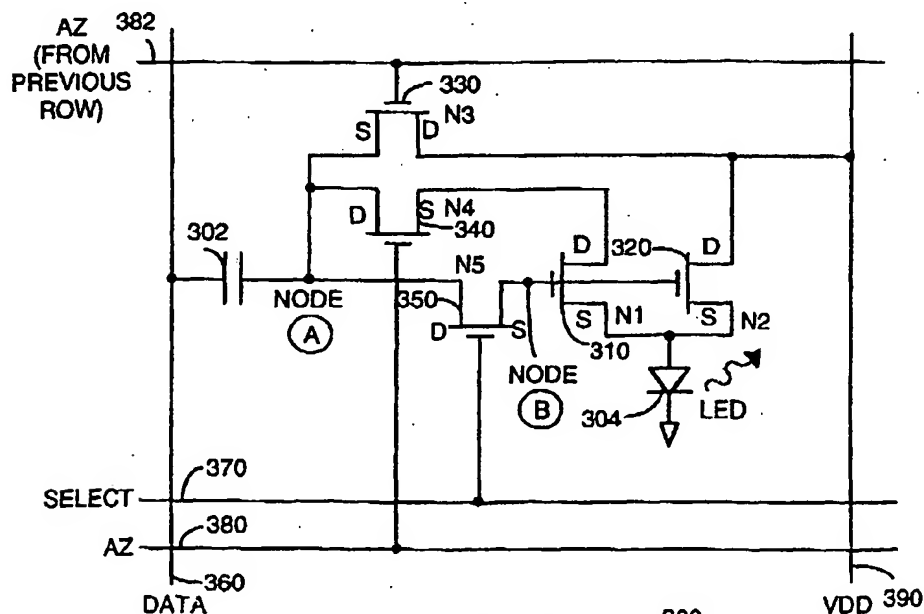 AZ 382
(FROM
PREVIOUS
ROW)
330
N3
S D
D S N4
340
302
N5
320
D D
NODE
A
350
D S
S N1 S N2
310
NODE
B
304
LED
370
SELECT
380
AZ
360
DATA
VDD 390